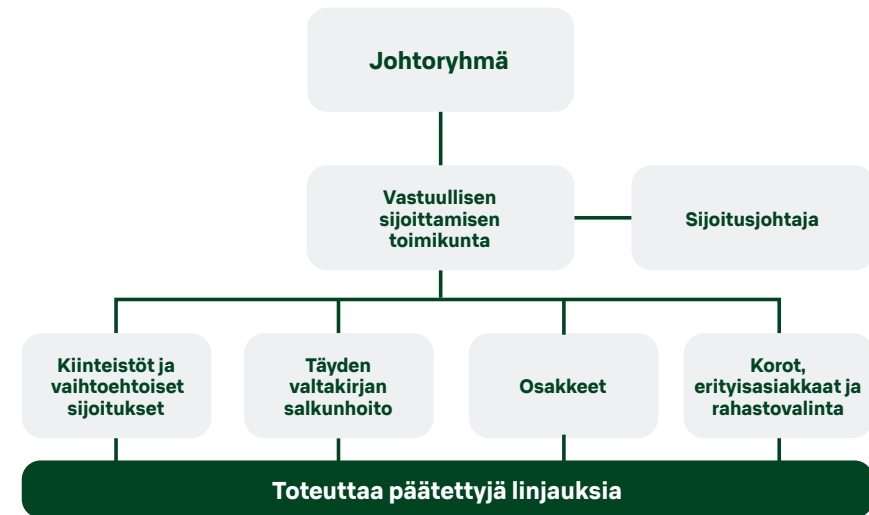 Johtoryhmä
Vastuullisen
sijoittamisen
toimikunta
Sijoitusjohtaja
Kiinteistöt ja
vaihtoehtoiset
sijoitukset
Täyden
valtakirjan
salkunhoito
Osakkeet
Korot,
erityisasiakkaat ja
rahastovalinta
Toteuttaa päätettyjä linjauksia